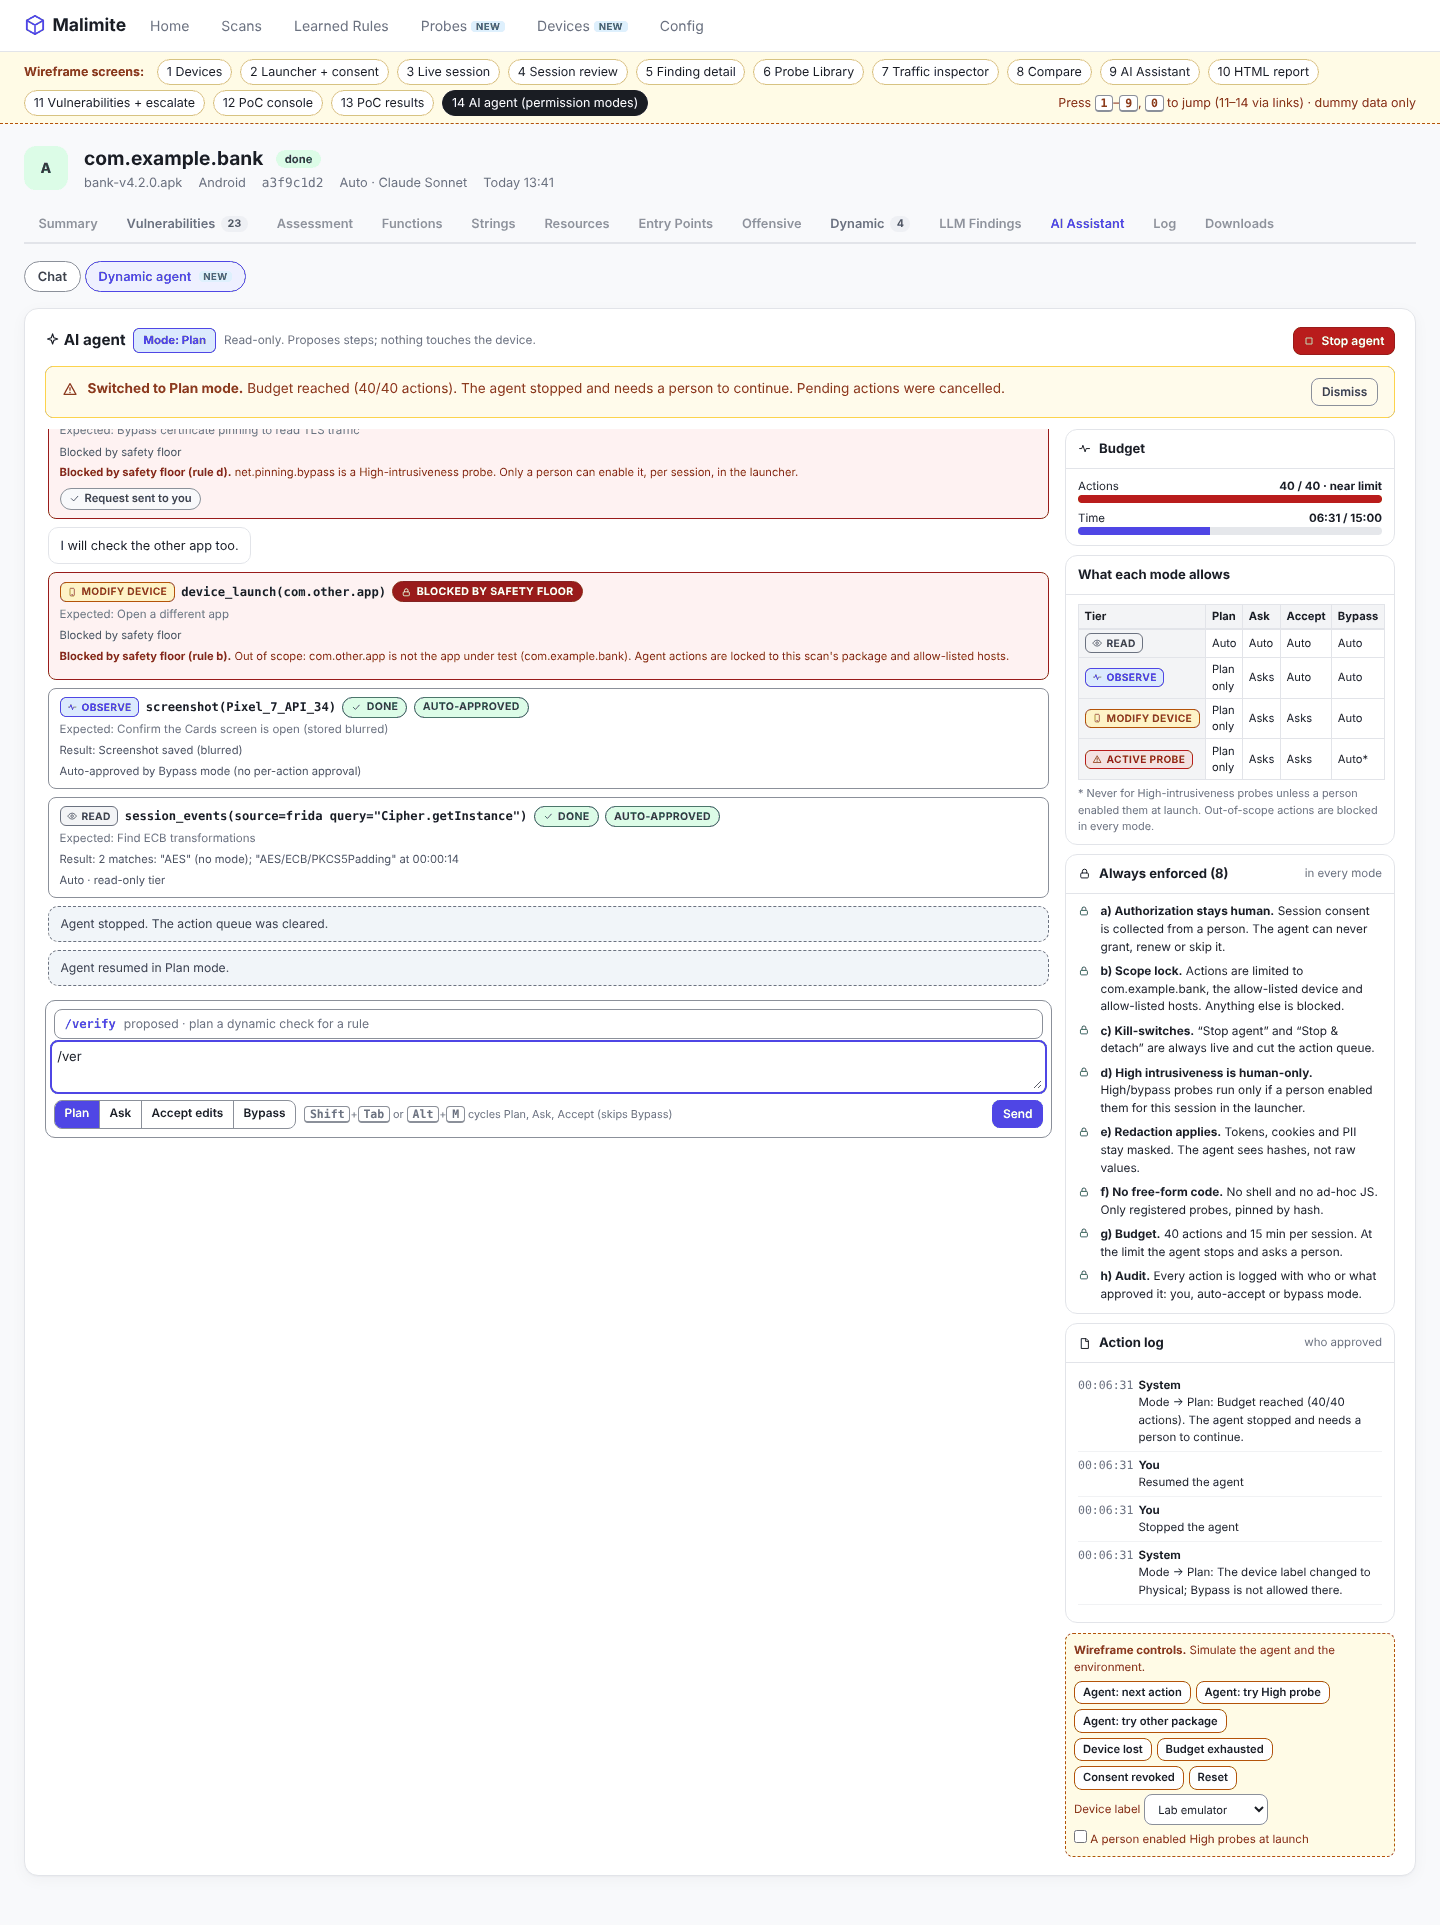 Malimite
Home Scans Learned Rules Probes NEW Devices NEW Config
Wireframe screens: 1 Devices 2 Launcher + consent 3 Live session 4 Session review 5 Finding detail 6 Probe Library 7 Traffic inspector 8 Compare 9 AI Assistant 10 HTML report
11 Vulnerabilities + escalate 12 PoC console 13 PoC results 14 AI agent (permission modes) Press 1–9, 0 to jump (11–14 via links) · dummy data only
A
com.example.bank done
bank-v4.2.0.apk Android a3f9c1d2 Auto · Claude Sonnet Today 13:41
Summary Vulnerabilities 23 Assessment Functions Strings Resources Entry Points Offensive Dynamic 4 LLM Findings AI Assistant Log Downloads
Chat Dynamic agent NEW
AI agent Mode: Plan Read-only. Proposes steps; nothing touches the device. Stop agent
Switched to Plan mode. Budget reached (40/40 actions). The agent stopped and needs a person to continue. Pending actions were cancelled. Dismiss
Expected: Bypass certificate pinning to read TLS traffic
Blocked by safety floor
Blocked by safety floor (rule d). net.pinning.bypass is a High-intrusiveness probe. Only a person can enable it, per session, in the launcher.
Request sent to you
I will check the other app too.
MODIFY DEVICE device_launch(com.other.app) BLOCKED BY SAFETY FLOOR
Expected: Open a different app
Blocked by safety floor
Blocked by safety floor (rule b). Out of scope: com.other.app is not the app under test (com.example.bank). Agent actions are locked to this scan's package and allow-listed hosts.
OBSERVE screenshot(Pixel_7_API_34) DONE AUTO-APPROVED
Expected: Confirm the Cards screen is open (stored blurred)
Result: Screenshot saved (blurred)
Auto-approved by Bypass mode (no per-action approval)
READ session_events(source=frida query="Cipher.getInstance") DONE AUTO-APPROVED
Expected: Find ECB transformations
Result: 2 matches: "AES" (no mode); "AES/ECB/PKCS5Padding" at 00:00:14
Auto · read-only tier
Agent stopped. The action queue was cleared.
Agent resumed in Plan mode.
/verify proposed · plan a dynamic check for a rule
/ver
Plan Ask Accept edits Bypass Shift+Tab or Alt+M cycles Plan, Ask, Accept (skips Bypass) Send
Budget
Actions 40 / 40 · near limit
Time 06:31 / 15:00
What each mode allows
Tier Plan Ask Accept Bypass
READ Auto Auto Auto Auto
OBSERVE Plan only Asks Auto Auto
MODIFY DEVICE Plan only Asks Asks Auto
ACTIVE PROBE Plan only Asks Asks Auto*
* Never for High-intrusiveness probes unless a person
enabled them at launch. Out-of-scope actions are blocked
in every mode.
Always enforced (8) in every mode
a) Authorization stays human. Session consent
is collected from a person. The agent can never
grant, renew or skip it.
b) Scope lock. Actions are limited to
com.example.bank, the allow-listed device and
allow-listed hosts. Anything else is blocked.
c) Kill-switches. “Stop agent” and “Stop &
detach” are always live and cut the action queue.
d) High intrusiveness is human-only.
High/bypass probes run only if a person enabled
them for this session in the launcher.
e) Redaction applies. Tokens, cookies and PII
stay masked. The agent sees hashes, not raw
values.
f) No free-form code. No shell and no ad-hoc JS.
Only registered probes, pinned by hash.
g) Budget. 40 actions and 15 min per session. At
the limit the agent stops and asks a person.
h) Audit. Every action is logged with who or what
approved it: you, auto-accept or bypass mode.
Action log who approved
00:06:31 System
Mode → Plan: Budget reached (40/40
actions). The agent stopped and needs a
person to continue.
00:06:31 You
Resumed the agent
00:06:31 You
Stopped the agent
00:06:31 System
Mode → Plan: The device label changed to
Physical; Bypass is not allowed there.
Wireframe controls. Simulate the agent and the
environment.
Agent: next action Agent: try High probe
Agent: try other package
Device lost Budget exhausted
Consent revoked Reset
Device label Lab emulator
A person enabled High probes at launch